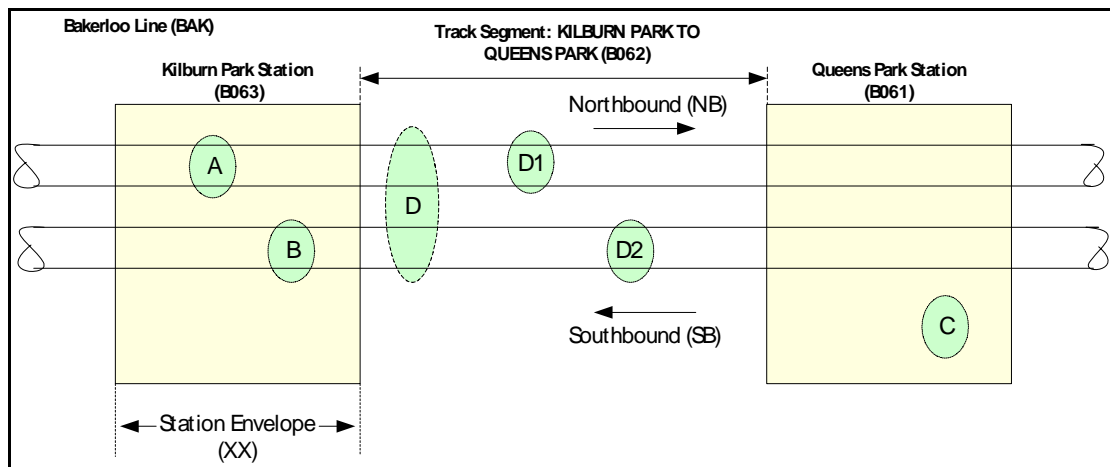 Bakerloo Line (BAK)
Track Segment: KILBURN PARK TO
QUEENS PARK (B062)
Kilburn Park Station
(B063)
Queens Park Station
(B061)
Northbound (NB)
A
D1
D
B
D2
C
Southbound (SB)
Station Envelope
(XX)